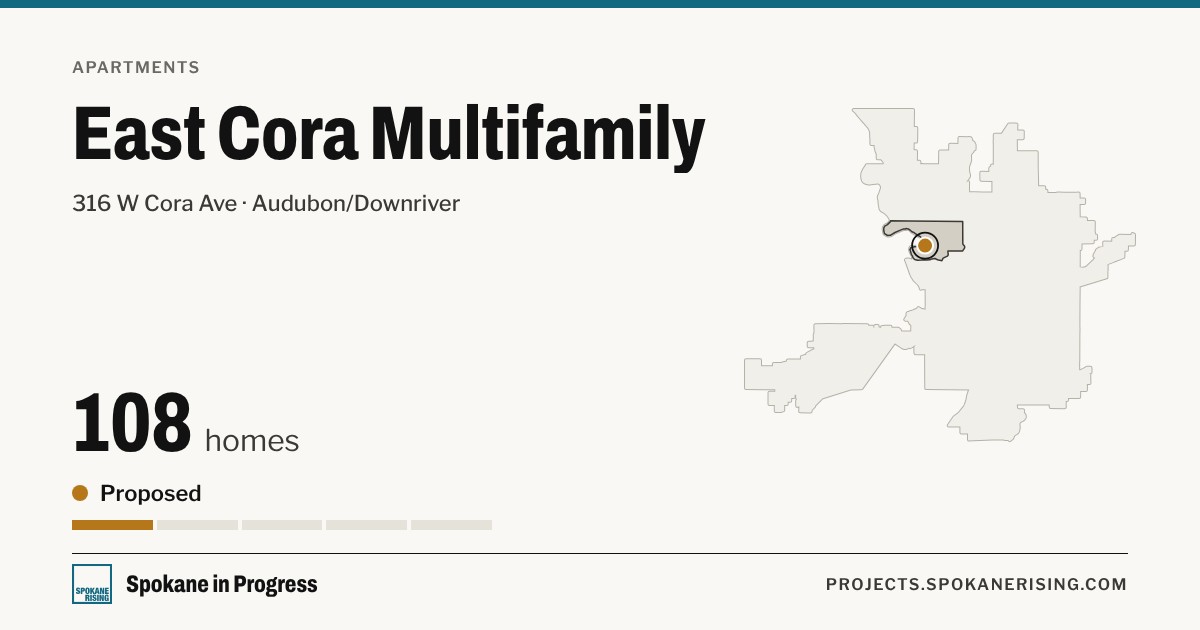 APARTMENTS
East Cora Multifamily
316 W Cora Ave · Audubon/Downriver
108 homes
Proposed
SPOKANE
RISING
Spokane in Progress
PROJECTS.SPOKANERISING.COM